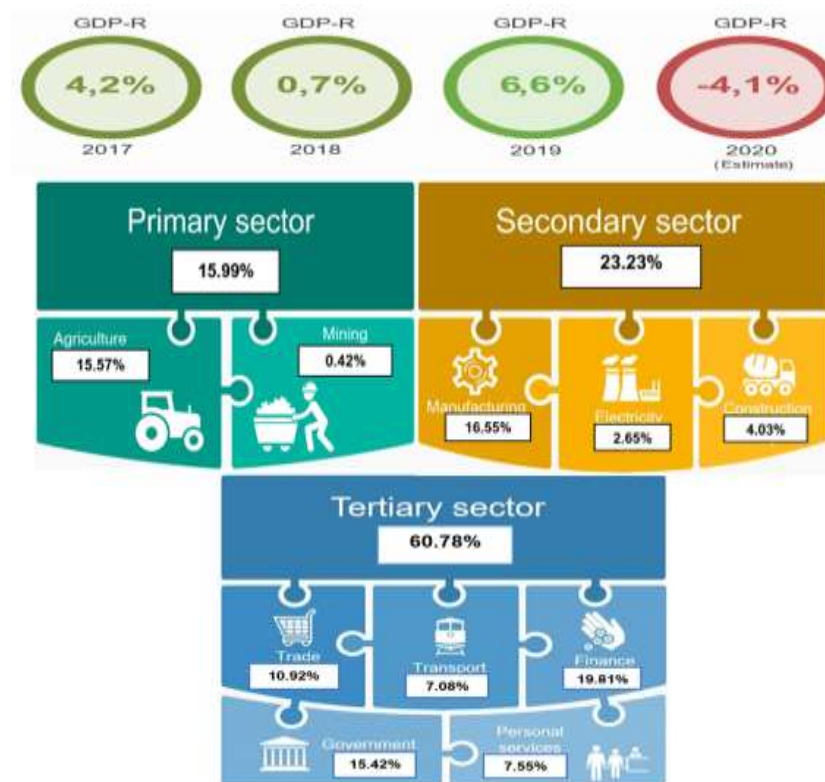 GDP-R GDP-R GDP-R GDP-R
4,2% 0,7% 6,6% -4,1%
2017 2018 2019 2020
(Estimate)
Primary sector
15.99%
Secondary sector
23.23%
Agriculture
15.57%
Mining
0.42%
Manufacturing
16.55%
Electricity
2.65%
Construction
4.03%
Tertiary sector
60.78%
Trade
10.92%
Transport
7.08%
Finance
19.81%
Government
15.42%
Personal
services
7.55%